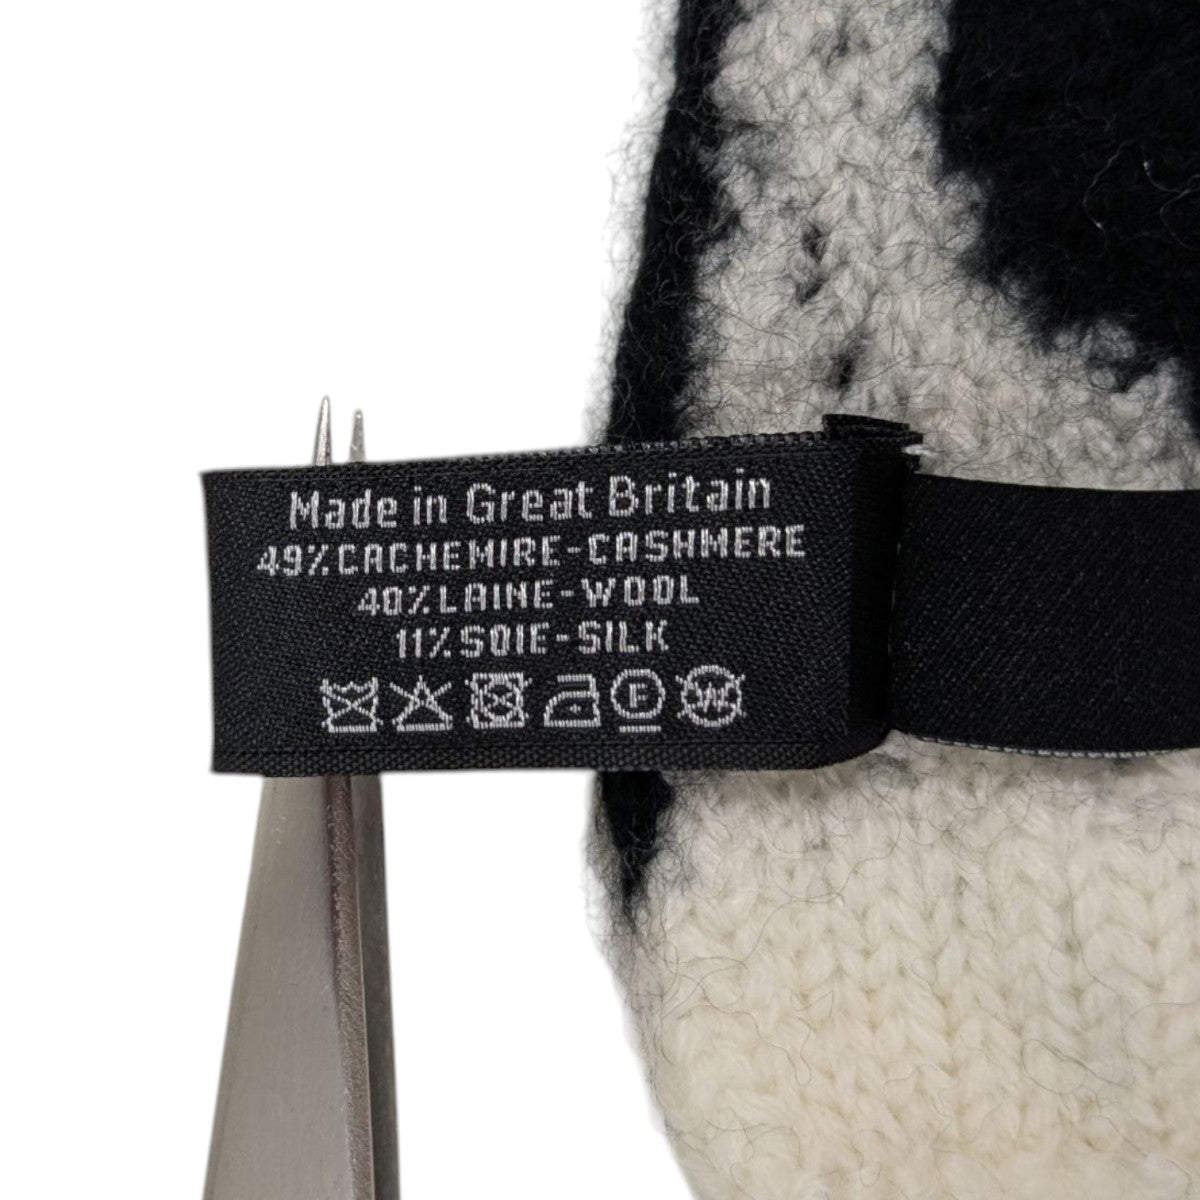 Made in Great Britain
49%CACHEMIRE-CASHMERE
40%LAINE-WOOL
11%SOIE-SILK
F W